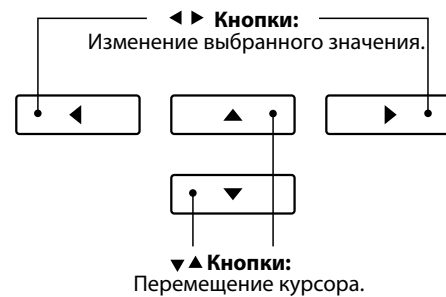 ◀ ▶ Кнопки:
Изменение выбранного значения.
▼▲Кнопки:
Перемещение курсора.